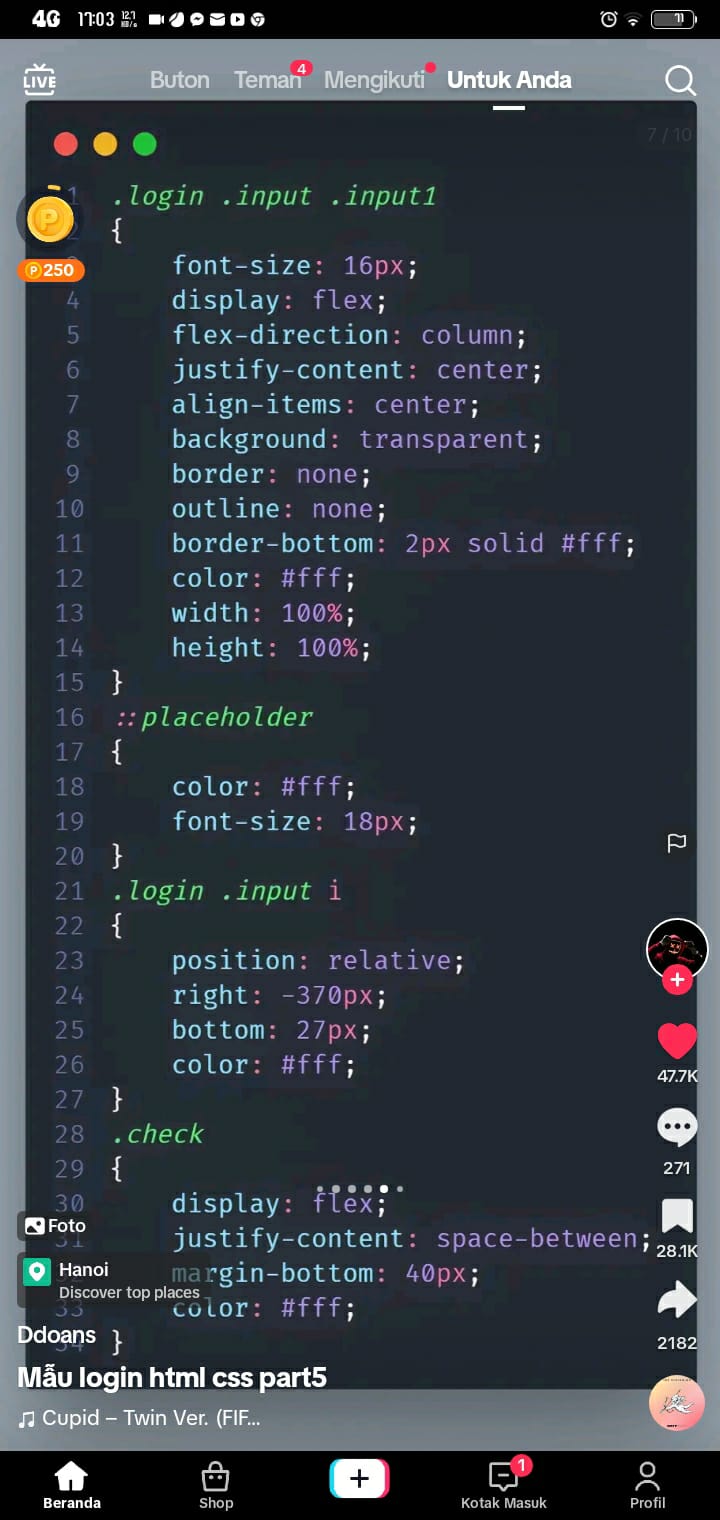 4G 17:03 12.7 KB/s 11
LIVE Buton Teman 4 Mengikuti Untuk Anda
7 / 10
1 .login .input .input1
2 {
P 250
font-size: 16px;
4 display: flex;
5 flex-direction: column;
6 justify-content: center;
7 align-items: center;
8 background: transparent;
9 border: none;
10 outline: none;
11 border-bottom: 2px solid #fff;
12 color: #fff;
13 width: 100%;
14 height: 100%;
15 }
16 ::placeholder
17 {
18 color: #fff;
19 font-size: 18px;
20 }
21 .login .input i
22 {
23 position: relative;
24 right: -370px;
25 bottom: 27px;
26 color: #fff;
27 }
28 .check
29 {
30 display: flex;
31 justify-content: space-between;
32 margin-bottom: 40px;
33 color: #fff;
34 }
47.7K
271
28.1K
2182
Foto
Hanoi
Discover top places
Ddoans
Mẫu login html css part5
Cupid – Twin Ver. (FIF...
Beranda Shop Kotak Masuk 1 Profil